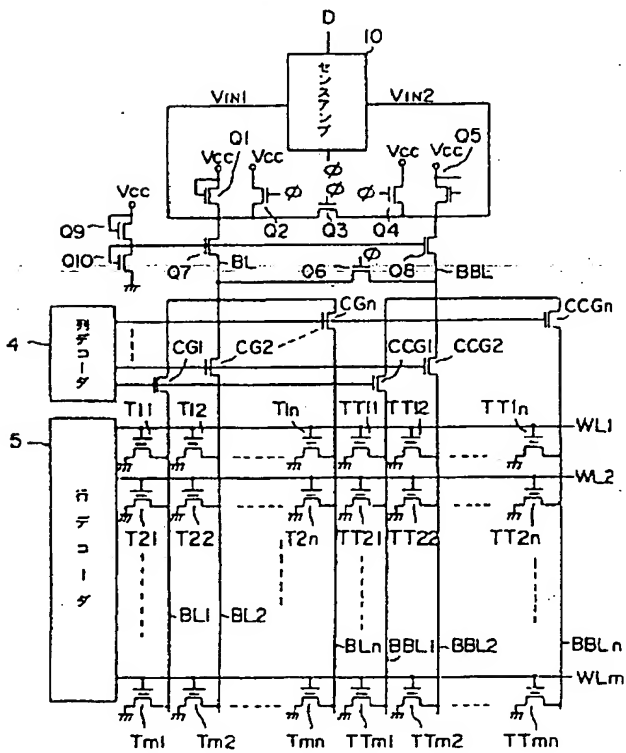 D
10
センスアンプ
VIN1
VIN2
Ø
Vcc
Q1
Vcc
Vcc
Vcc
Q5
Vcc
Ø
Ø
Ø
Q2
Q3
Q4
Q9
Q10
Q7
BL
Q6
Ø
Q8
BBL
4
列デコーダ
CGn
CCGn
CG1
CG2
CCG1
CCG2
5
行デコーダ
T11
T12
T1n
TT11
TT12
TT1n
WL1
WL2
T21
T22
T2n
TT21
TT22
TT2n
BL1
BL2
BLn
BBL1
BBL2
BBLn
WLm
Tm1
Tm2
Tmn
TTm1
TTm2
TTmn